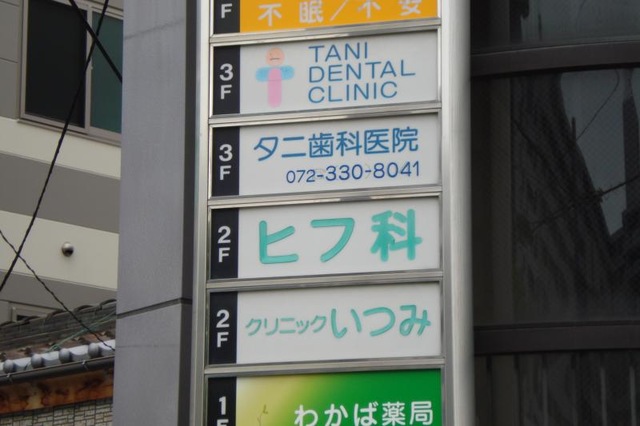 F
不眠/不安
3F
TANI
DENTAL
CLINIC
3F
タニ歯科医院
072-330-8041
2F
ヒフ科
2F
クリニックいつみ
1F
わかば薬局